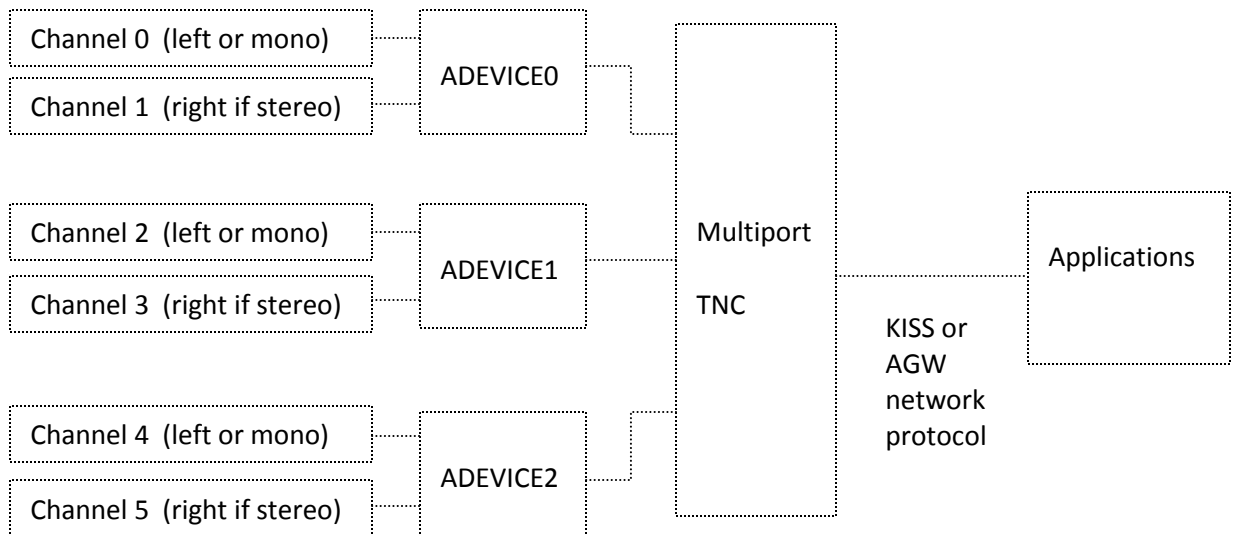 Channel 0  (left or mono)
Channel 1  (right if stereo)
ADEVICE0
Channel 2  (left or mono)
Channel 3  (right if stereo)
ADEVICE1
Channel 4  (left or mono)
Channel 5  (right if stereo)
ADEVICE2
Multiport
TNC
KISS or
AGW
network
protocol
Applications